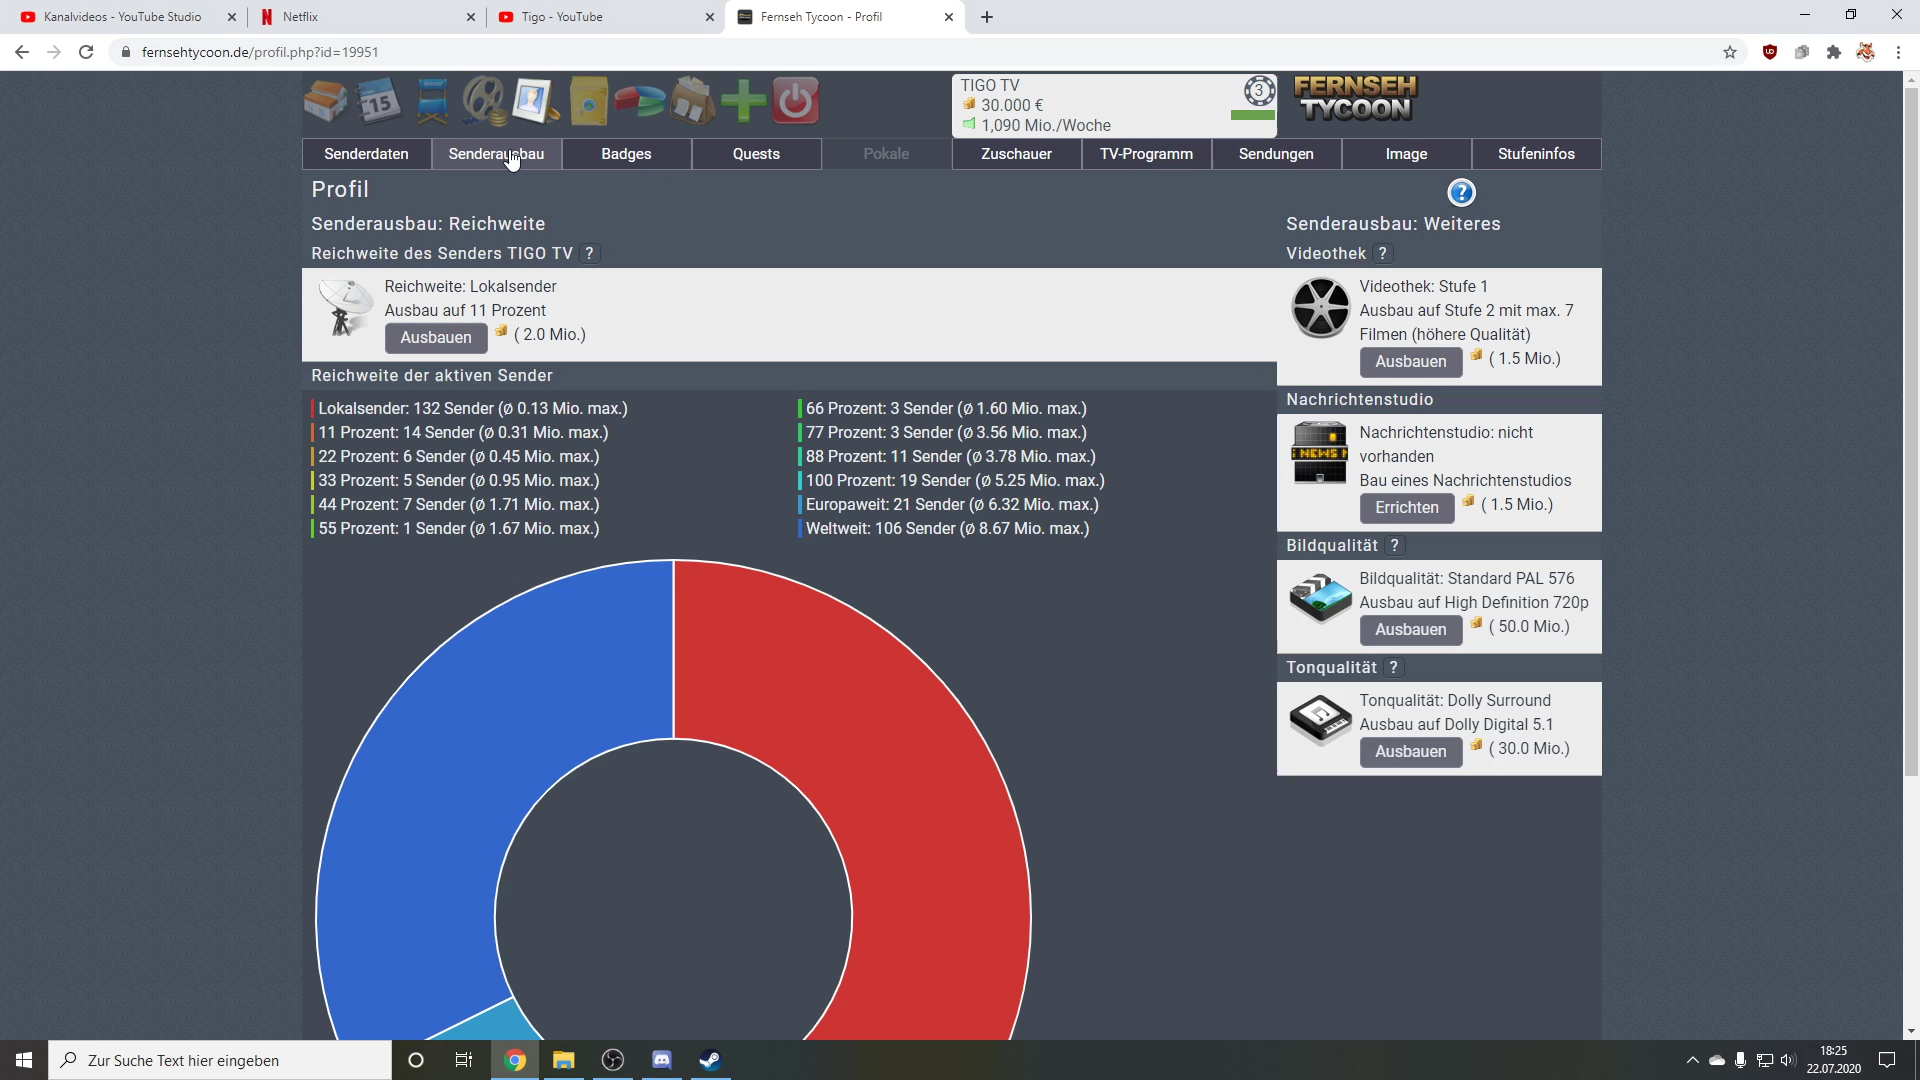 Kanalvideos - YouTube Studio
Netflix
Tigo - YouTube
Fernseh Tycoon - Profil
fernsehtycoon.de/profil.php?id=19951
15
TIGO TV
30.000 €
1,090 Mio./Woche
3
FERNSEH
TYCOON
Senderdaten
Senderausbau
Badges
Quests
Pokale
Zuschauer
TV-Programm
Sendungen
Image
Stufeninfos
Profil
?
Senderausbau: Reichweite
Reichweite des Senders TIGO TV ?
Reichweite: Lokalsender
Ausbau auf 11 Prozent
Ausbauen ( 2.0 Mio.)
Reichweite der aktiven Sender
Lokalsender: 132 Sender (ø 0.13 Mio. max.)
11 Prozent: 14 Sender (ø 0.31 Mio. max.)
22 Prozent: 6 Sender (ø 0.45 Mio. max.)
33 Prozent: 5 Sender (ø 0.95 Mio. max.)
44 Prozent: 7 Sender (ø 1.71 Mio. max.)
55 Prozent: 1 Sender (ø 1.67 Mio. max.)
66 Prozent: 3 Sender (ø 1.60 Mio. max.)
77 Prozent: 3 Sender (ø 3.56 Mio. max.)
88 Prozent: 11 Sender (ø 3.78 Mio. max.)
100 Prozent: 19 Sender (ø 5.25 Mio. max.)
Europaweit: 21 Sender (ø 6.32 Mio. max.)
Weltweit: 106 Sender (ø 8.67 Mio. max.)
Senderausbau: Weiteres
Videothek ?
Videothek: Stufe 1
Ausbau auf Stufe 2 mit max. 7
Filmen (höhere Qualität)
Ausbauen ( 1.5 Mio.)
Nachrichtenstudio
NEWS
Nachrichtenstudio: nicht
vorhanden
Bau eines Nachrichtenstudios
Errichten ( 1.5 Mio.)
Bildqualität ?
Bildqualität: Standard PAL 576
Ausbau auf High Definition 720p
Ausbauen ( 50.0 Mio.)
Tonqualität ?
Tonqualität: Dolly Surround
Ausbau auf Dolly Digital 5.1
Ausbauen ( 30.0 Mio.)
Zur Suche Text hier eingeben
18:25
22.07.2020